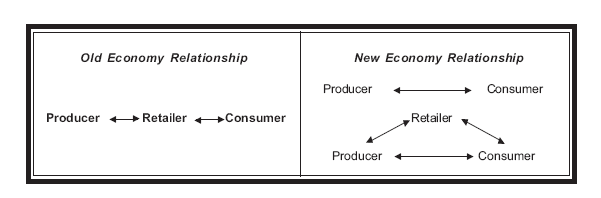 Old Economy Relationship
Producer Retailer Consumer
New Economy Relationship
Producer Consumer
Retailer
Producer Consumer